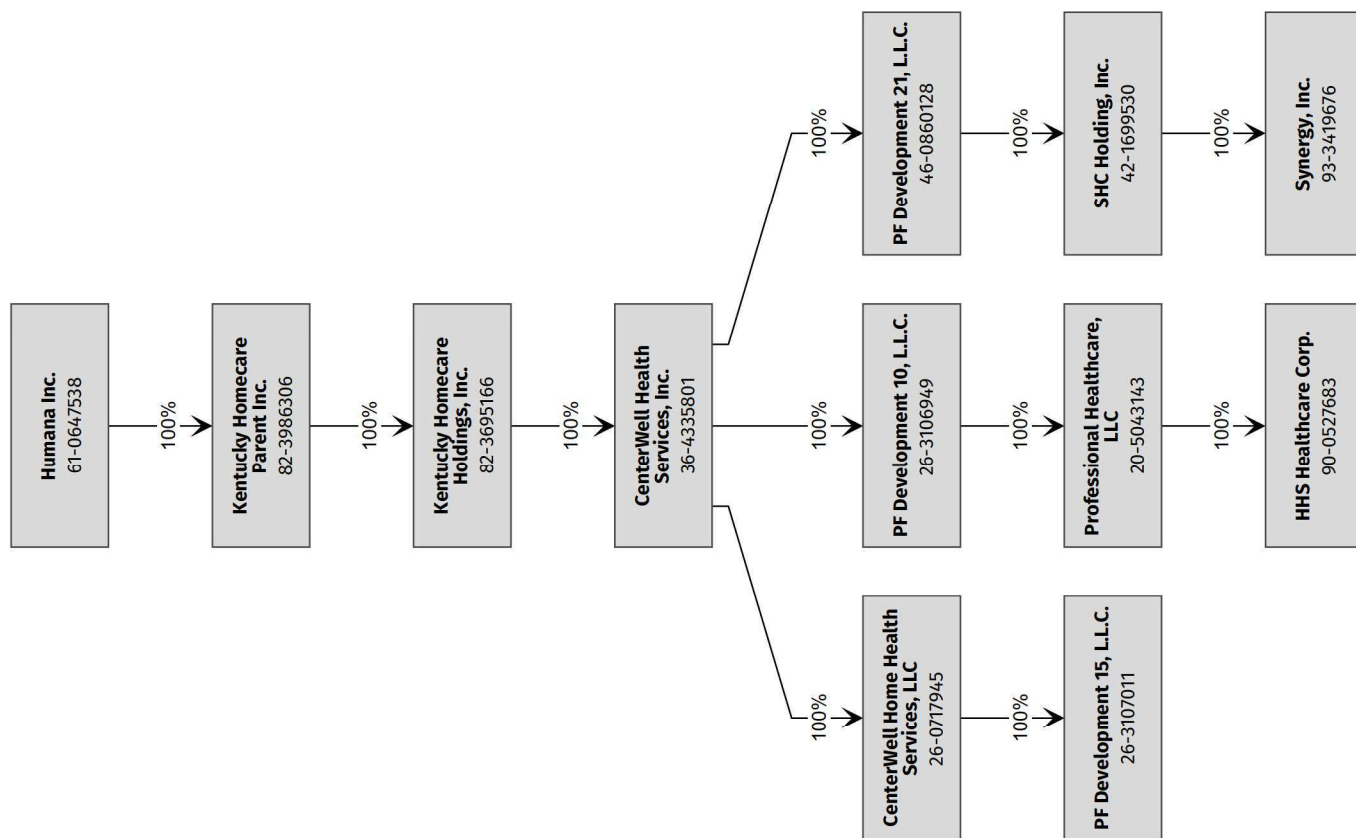 Humana Inc.
61-0647538
100%
Kentucky Homecare
Parent Inc.
82-3986306
100%
Kentucky Homecare
Holdings, Inc.
82-3695166
100%
CenterWell Health
Services, Inc.
36-4335801
100%
CenterWell Home Health
Services, LLC
26-0717945
100%
PF Development 15, L.L.C.
26-3107011
100%
PF Development 10, L.L.C.
26-3106949
100%
Professional Healthcare,
LLC
20-5043143
100%
HHS Healthcare Corp.
90-0527683
100%
PF Development 21, L.L.C.
46-0860128
100%
SHC Holding, Inc.
42-1699530
100%
Synergy, Inc.
93-3419676